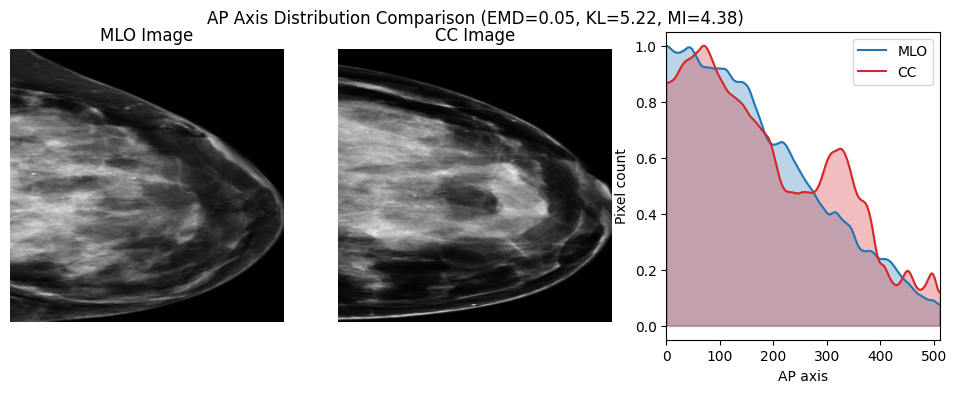 AP Axis Distribution Comparison (EMD=0.05, KL=5.22, MI=4.38)
MLO Image
CC Image
MLO
CC
1.0
0.8
0.6
0.4
0.2
0.0
Pixel count
0 100 200 300 400 500
AP axis